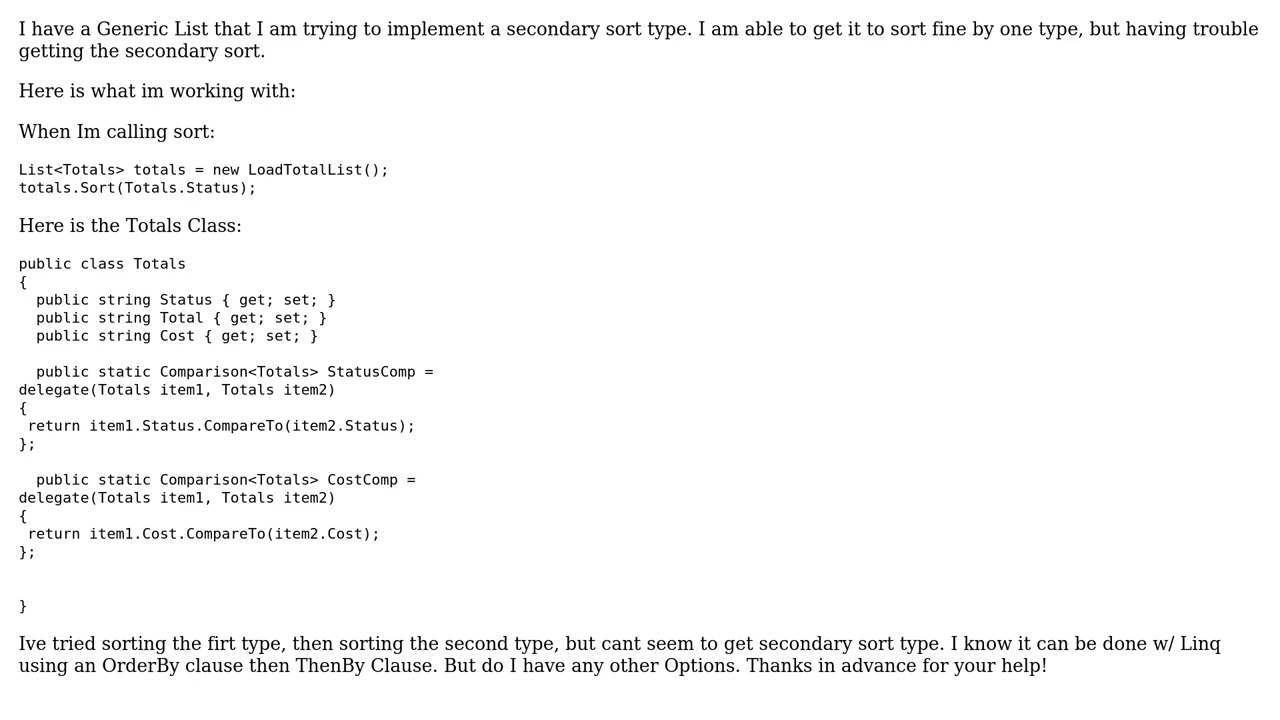 I have a Generic List that I am trying to implement a secondary sort type. I am able to get it to sort fine by one type, but having trouble
getting the secondary sort.
Here is what im working with:
When Im calling sort:
List<Totals> totals = new LoadTotalList();
totals.Sort(Totals.Status);
Here is the Totals Class:
public class Totals
{
  public string Status { get; set; }
  public string Total { get; set; }
  public string Cost { get; set; }
  public static Comparison<Totals> StatusComp =
delegate(Totals item1, Totals item2)
{
 return item1.Status.CompareTo(item2.Status);
};
  public static Comparison<Totals> CostComp =
delegate(Totals item1, Totals item2)
{
 return item1.Cost.CompareTo(item2.Cost);
};
}
Ive tried sorting the firt type, then sorting the second type, but cant seem to get secondary sort type. I know it can be done w/ Linq
using an OrderBy clause then ThenBy Clause. But do I have any other Options. Thanks in advance for your help!